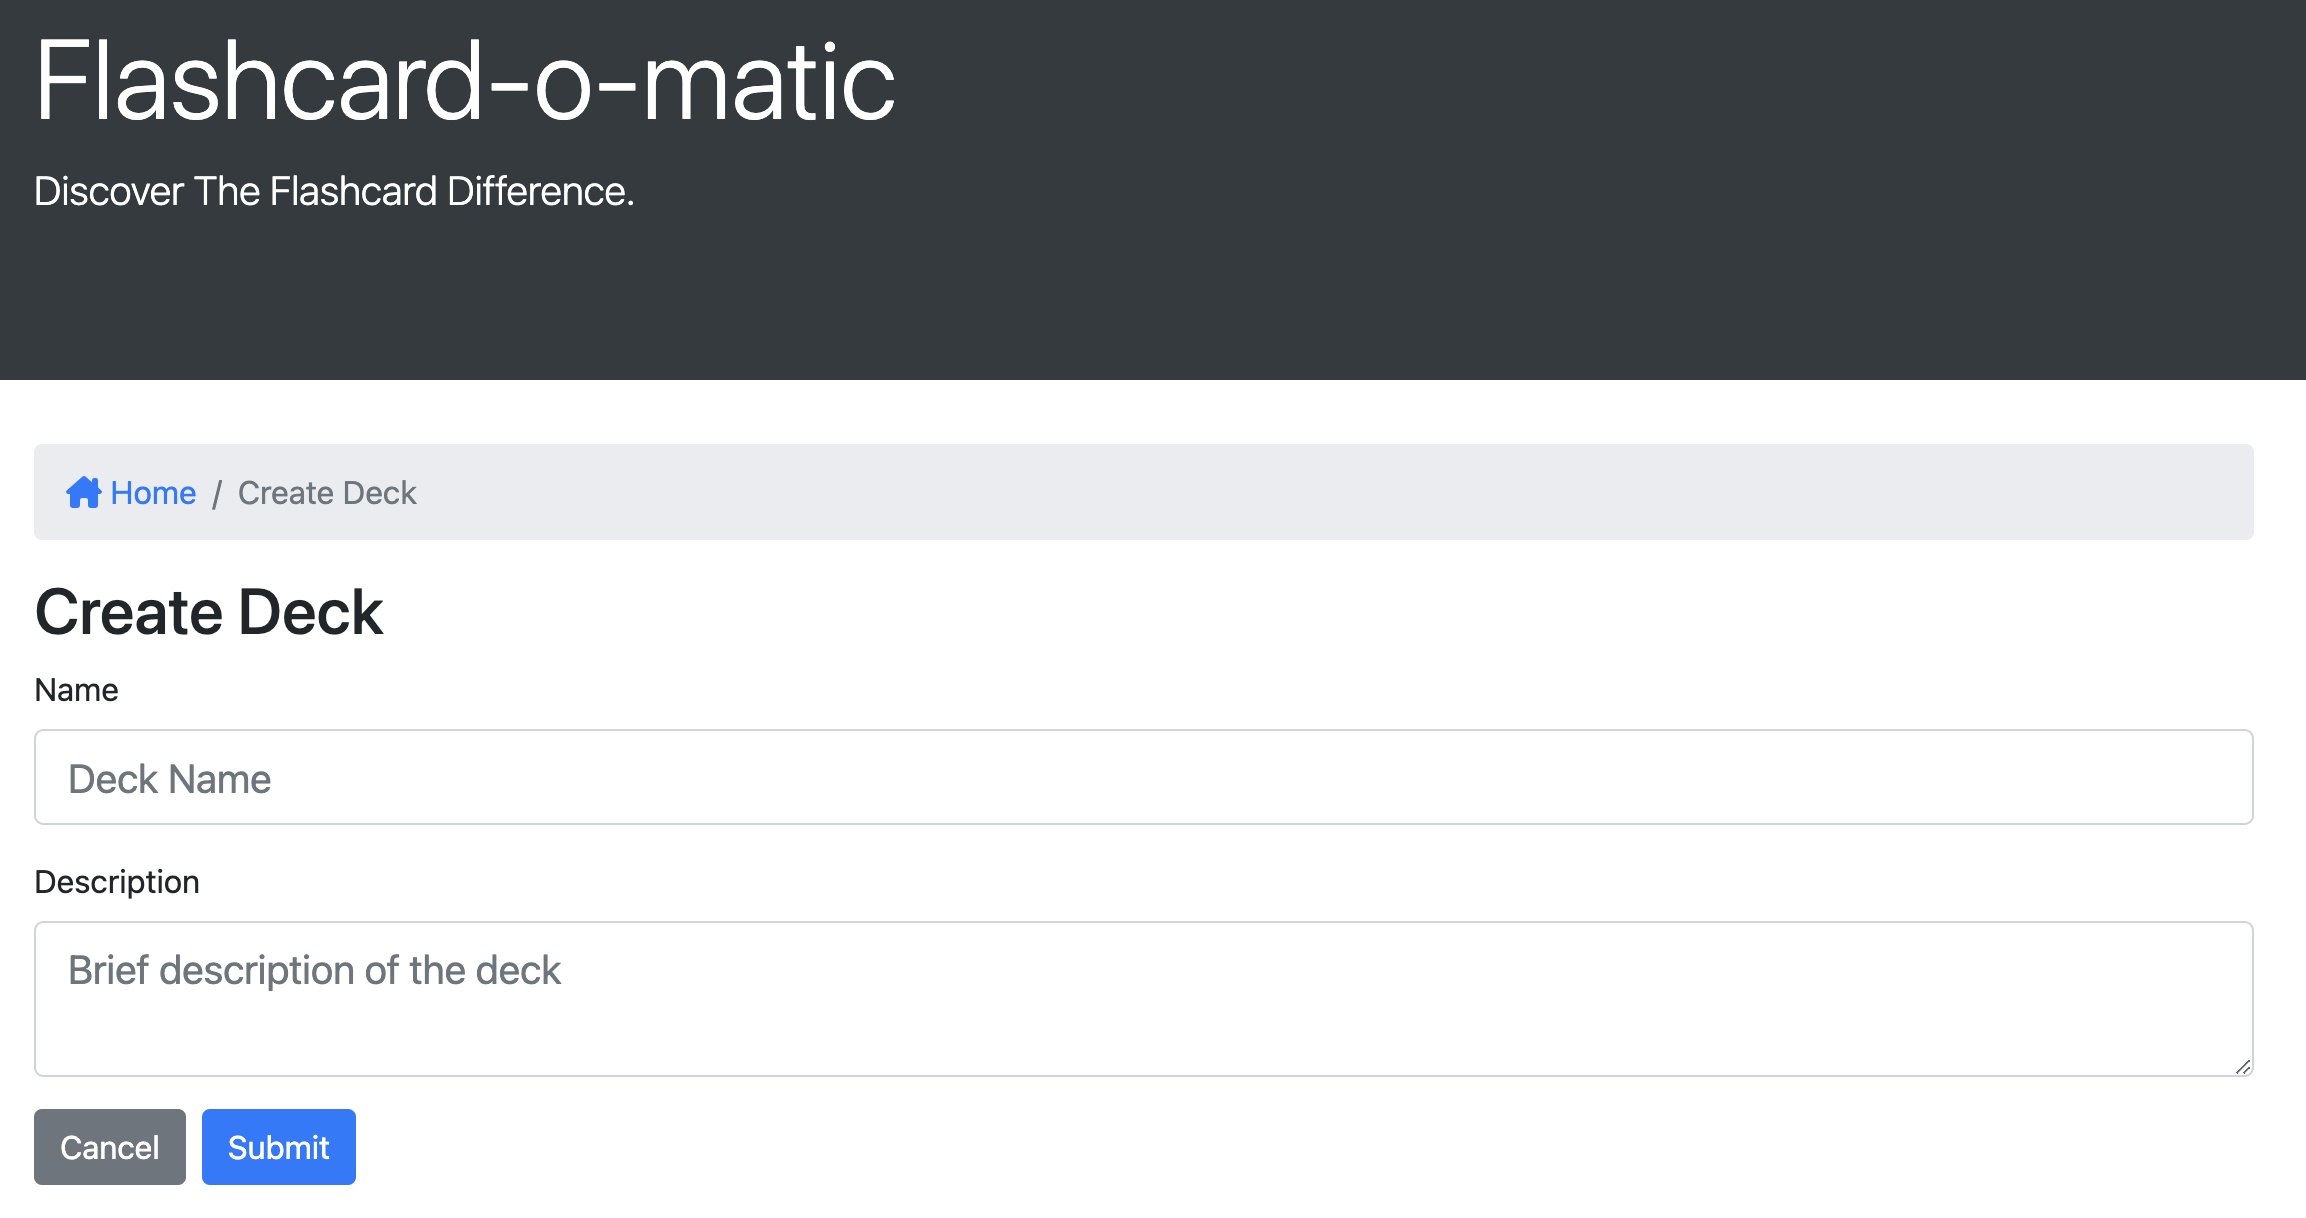 Flashcard-o-matic
Discover The Flashcard Difference.
Home / Create Deck
Create Deck
Name
Deck Name
Description
Brief description of the deck
Cancel Submit